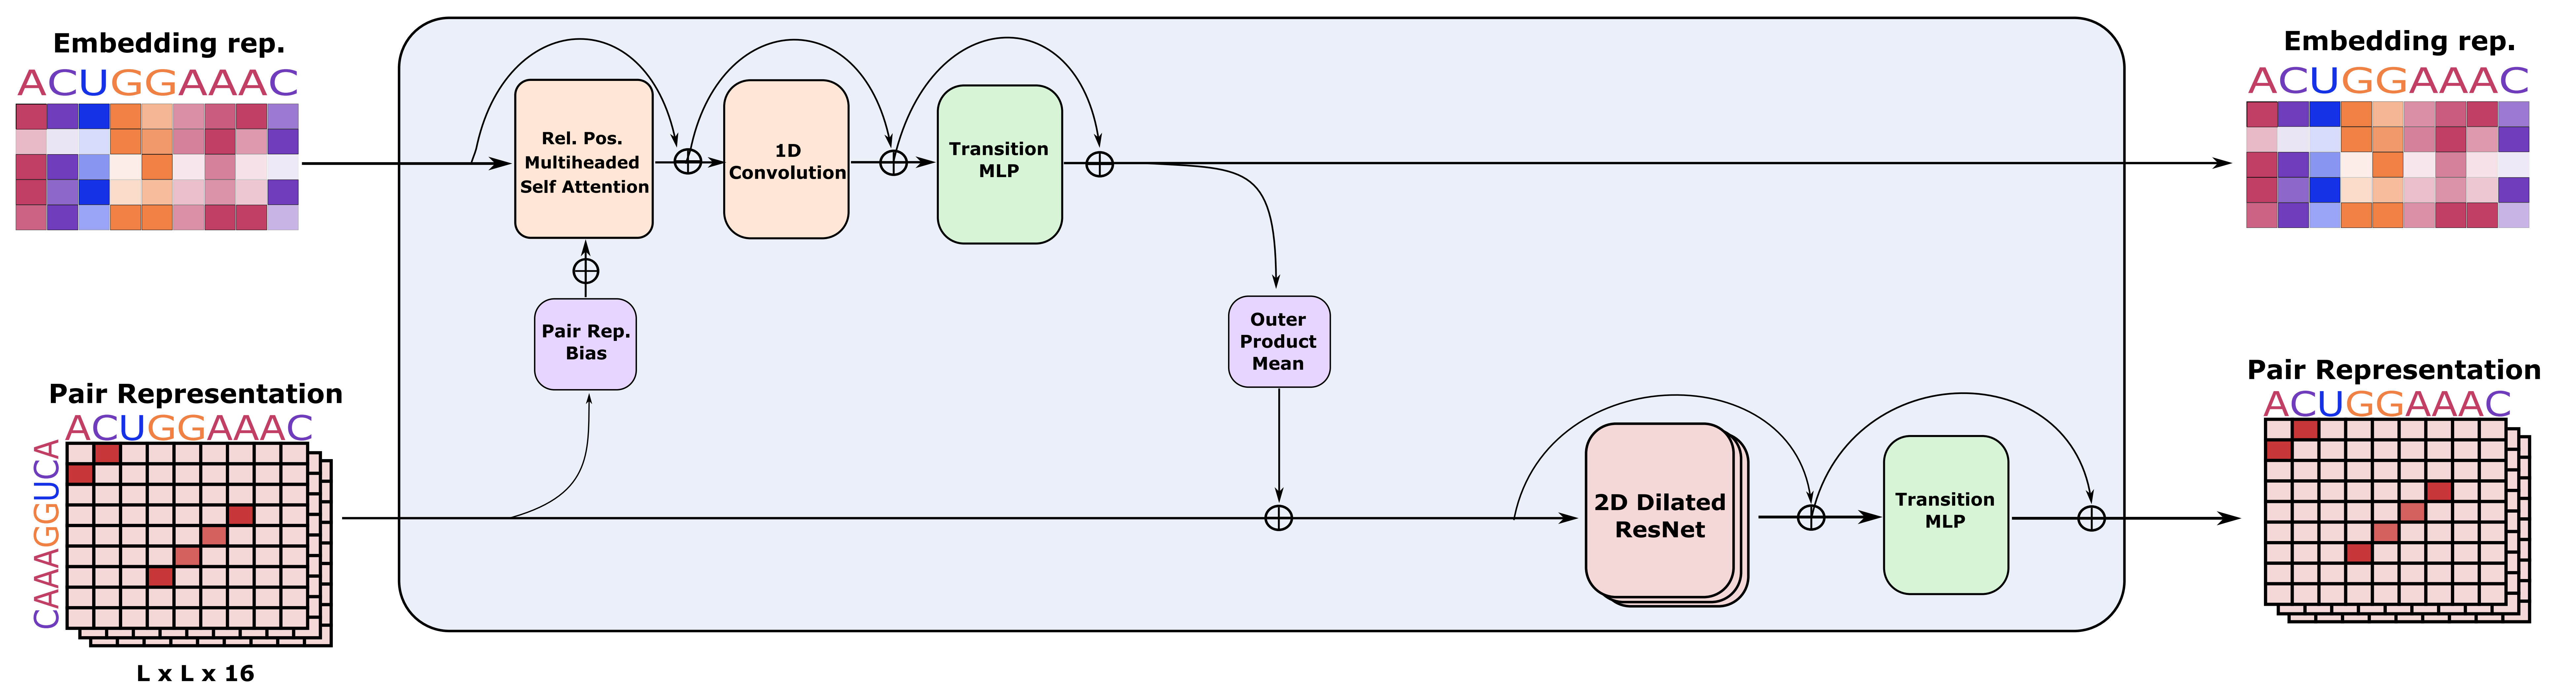 Embedding rep.
ACUGGAAAC
Rel. Pos.
Multiheaded
Self Attention
1D
Convolution
Transition
MLP
Embedding rep.
ACUGGAAAC
Pair Rep.
Bias
Outer
Product
Mean
Pair Representation
ACUGGAAAC
CAAAGGUCA
L x L x 16
2D Dilated
ResNet
Transition
MLP
Pair Representation
ACUGGAAAC